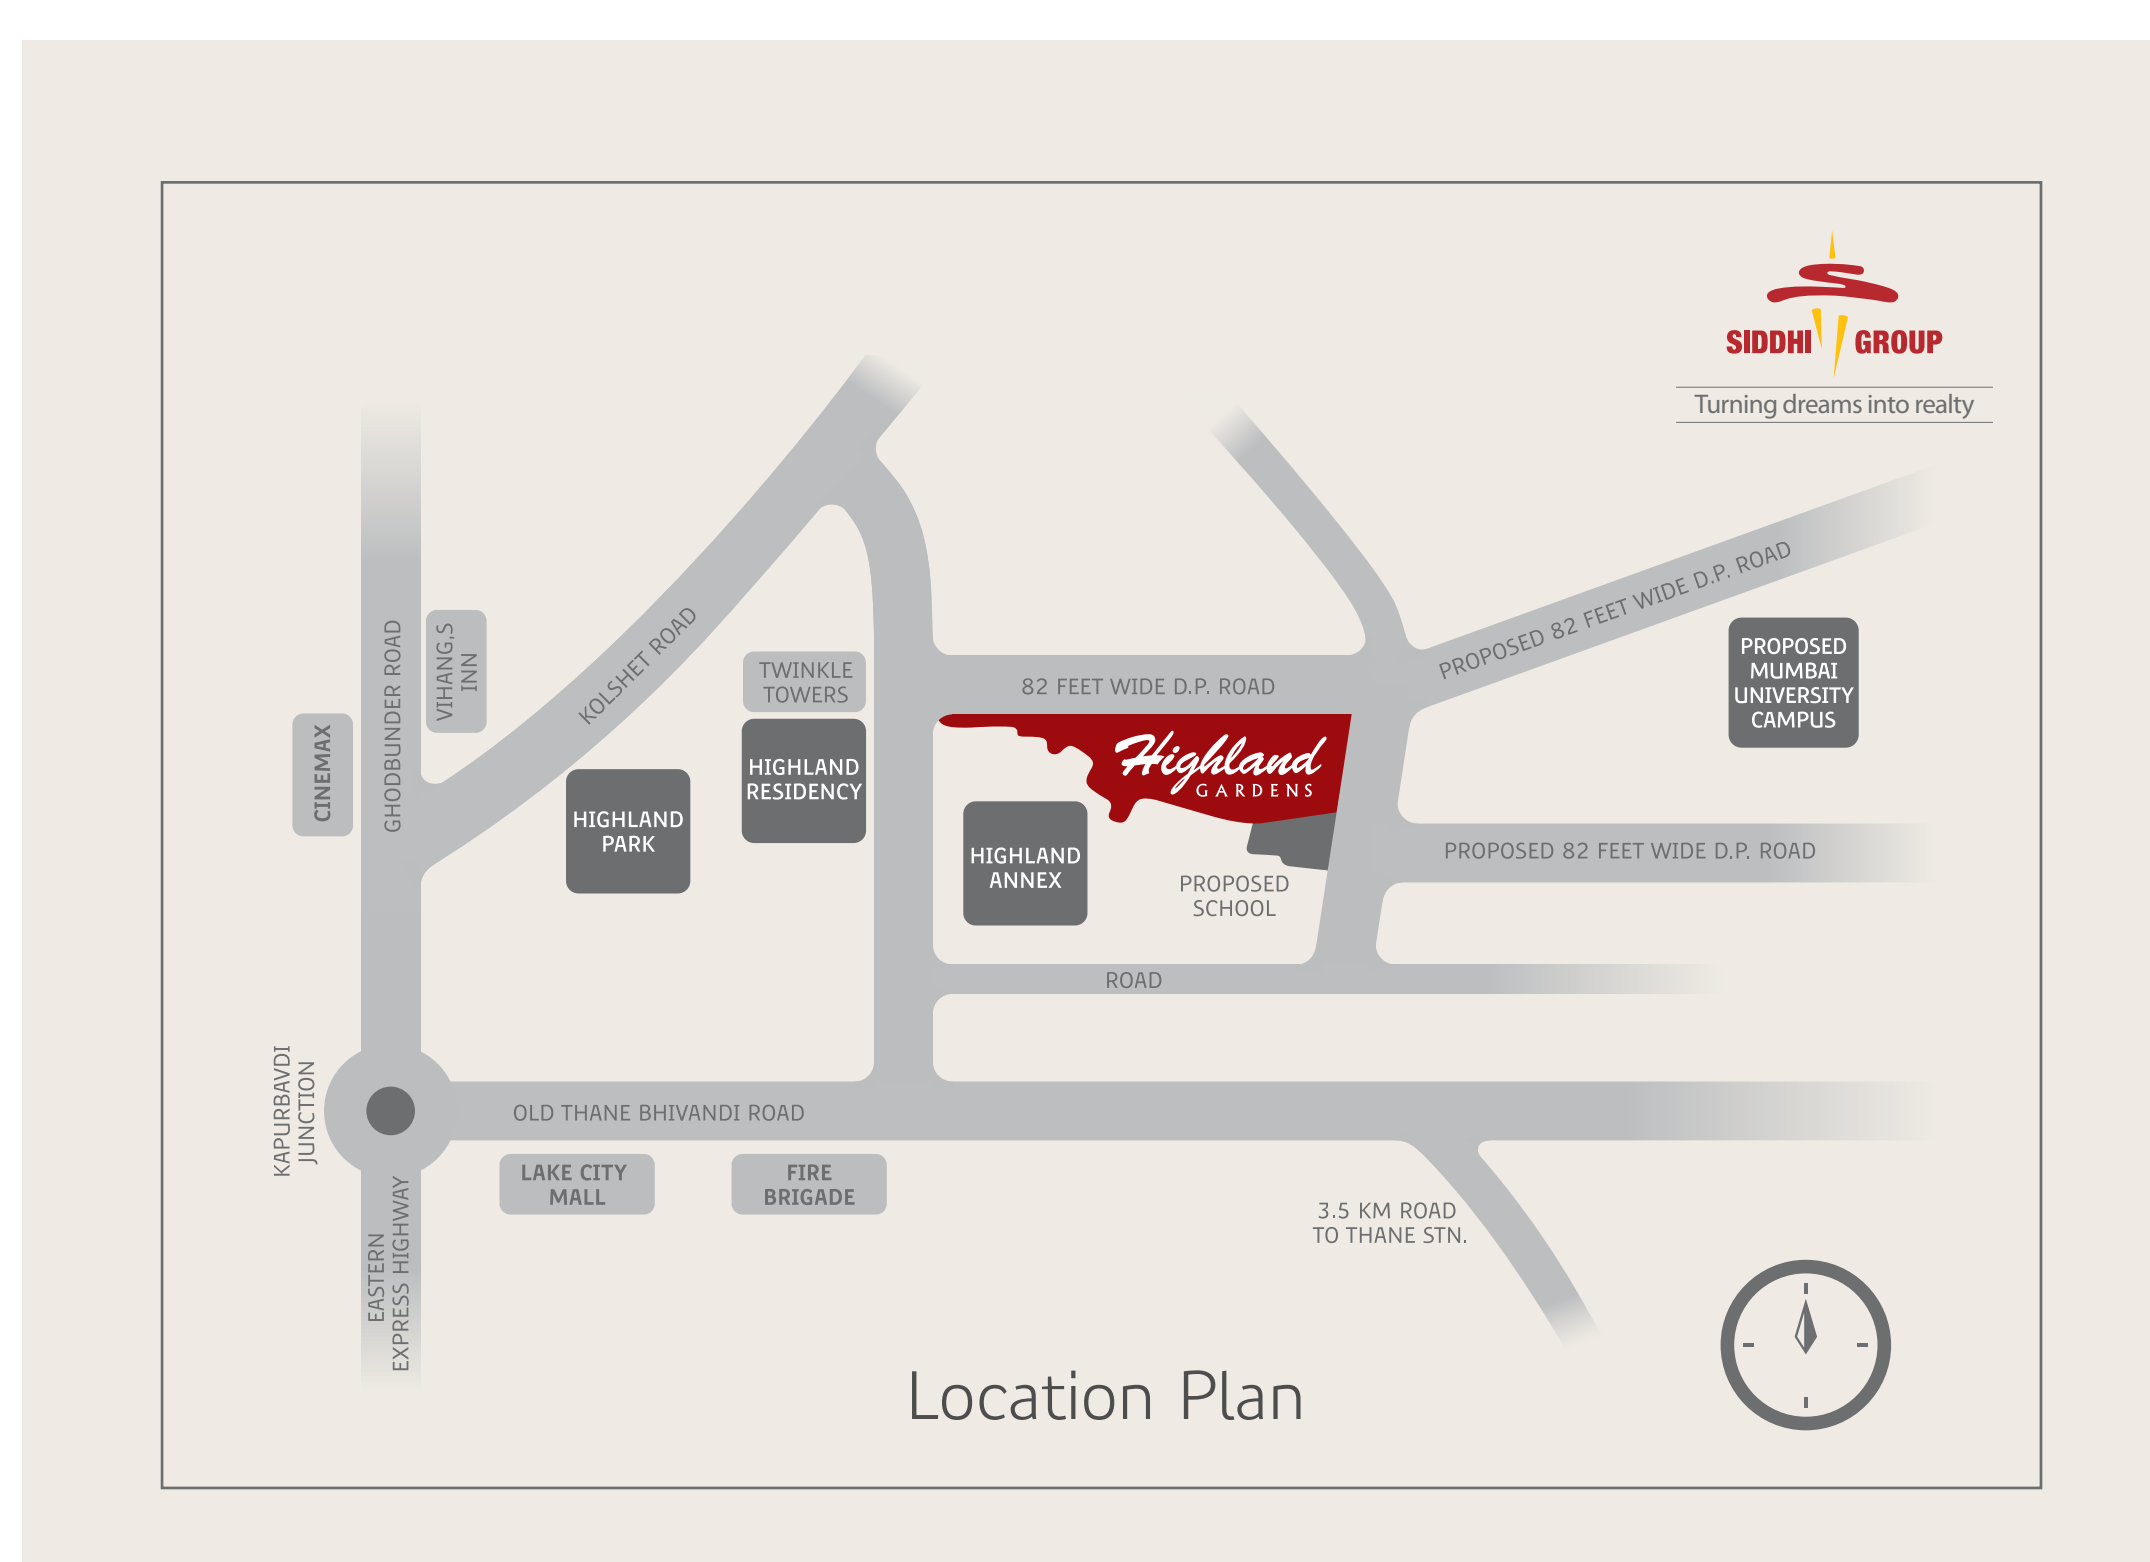 SIDDHI GROUP
Turning dreams into realty
GHODBUNDER ROAD
VIHANG,S
INN
CINEMAX
KOLSHET ROAD
TWINKLE
TOWERS
HIGHLAND
RESIDENCY
HIGHLAND
PARK
82 FEET WIDE D.P. ROAD
PROPOSED 82 FEET WIDE D.P. ROAD
PROPOSED
MUMBAI
UNIVERSITY
CAMPUS
Highland
GARDENS
HIGHLAND
ANNEX
PROPOSED
SCHOOL
PROPOSED 82 FEET WIDE D.P. ROAD
ROAD
KAPURBAVDI
JUNCTION
OLD THANE BHIVANDI ROAD
LAKE CITY
MALL
FIRE
BRIGADE
EASTERN
EXPRESS HIGHWAY
3.5 KM ROAD
TO THANE STN.
Location Plan